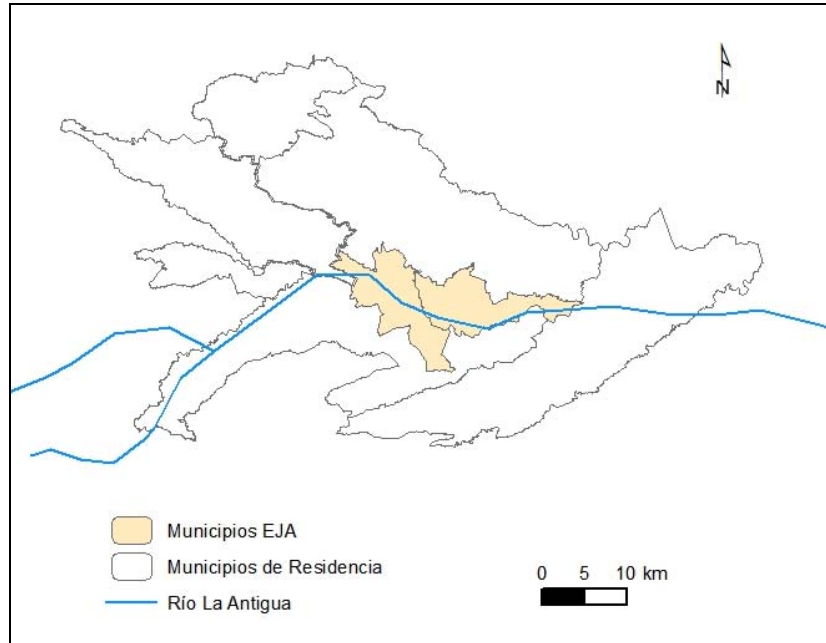 N
Municipios EJA
Municipios de Residencia
Río La Antigua
0 5 10 km